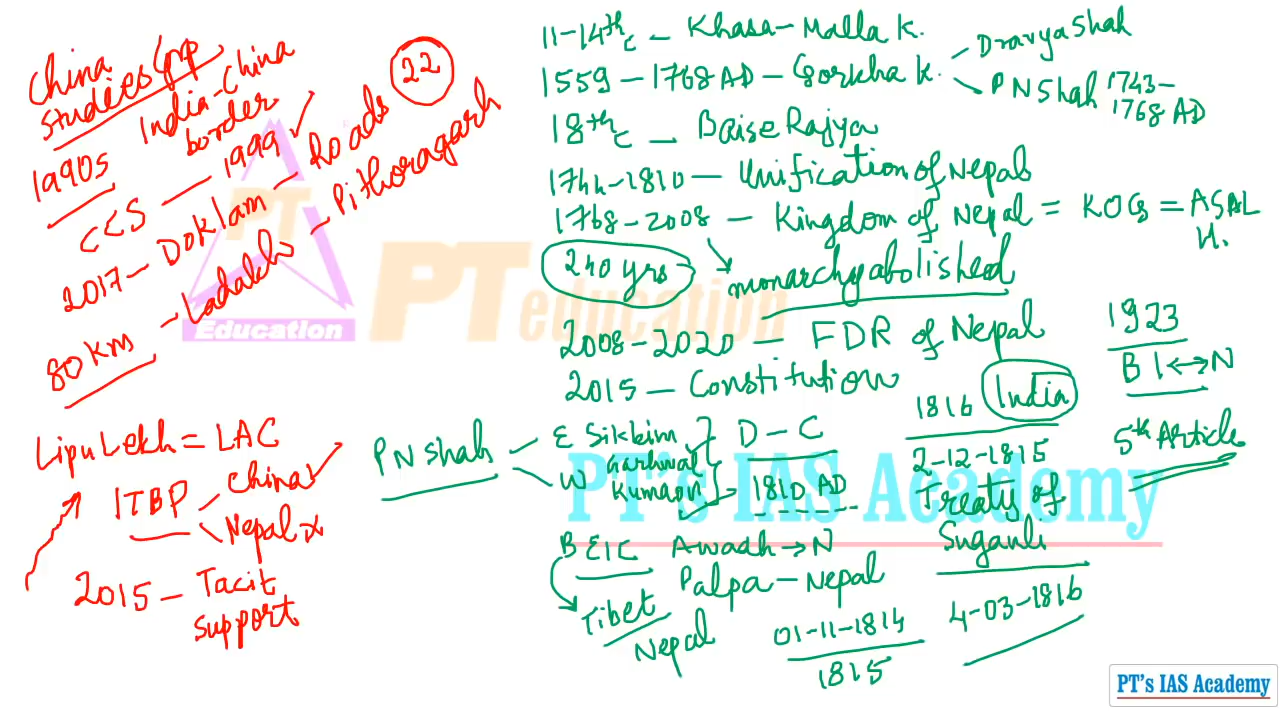 China
Studies Grp
India-China
border
22
1990s
CCS — 1999 ✓
2017 – Doklam – Roads
80 Km – Ladakh – Pithoragarh
LipuLekh = LAC
ITBP
China ✓
Nepal ×
2015 – Tacit
support
11-14th c – Khasa-Malla K.
1559 – 1768 AD – Gorkha K.
Dravya Shah
PN Shah 1743 –
1768 AD
18th c – Baise Rajya
1744-1810 – Unification of Nepal
1768-2008 – Kingdom of Nepal = KOG = ASAL
H.
240 yrs
monarchy abolished
2008-2020 – FDR of Nepal
2015 – Constitution
1923
B I ↔ N
5th Article
PN Shah
E Sikkim
D – C
W Garhwal
Kumaon
1810 AD
BEIC Awadh → N
Palpa – Nepal
Tibet
Nepal
01-11-1814
1815
1816 India
2-12-1815
Treaty of
Suganli
4-03-1816
PT
Education
PT education
PT's IAS Academy
PT's IAS Academy